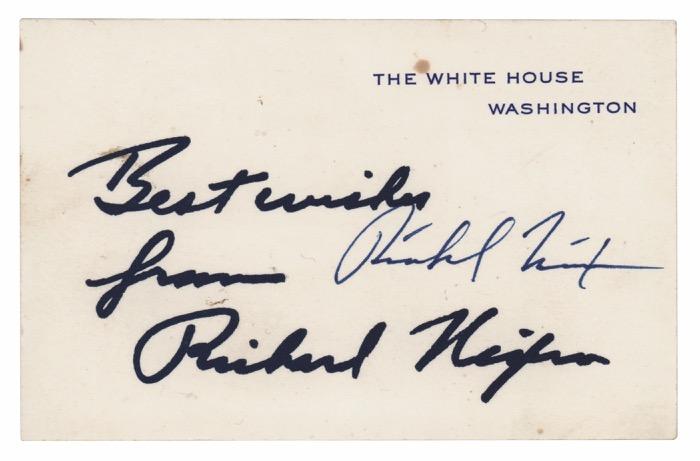 THE WHITE HOUSE
WASHINGTON
Best wishes
Richard Nixon
from
Richard Nixon